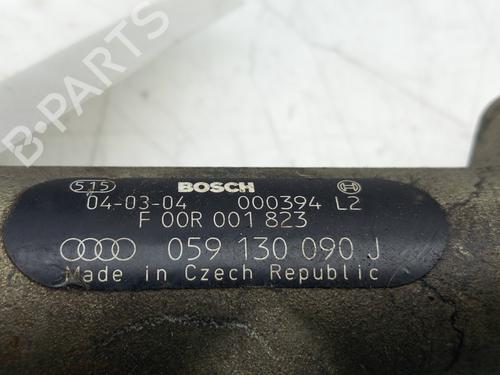 B-PARTS
515 BOSCH
04-03-04 000394 L2
F 00R 001 823
059 130 090 J
Made in Czech Republic